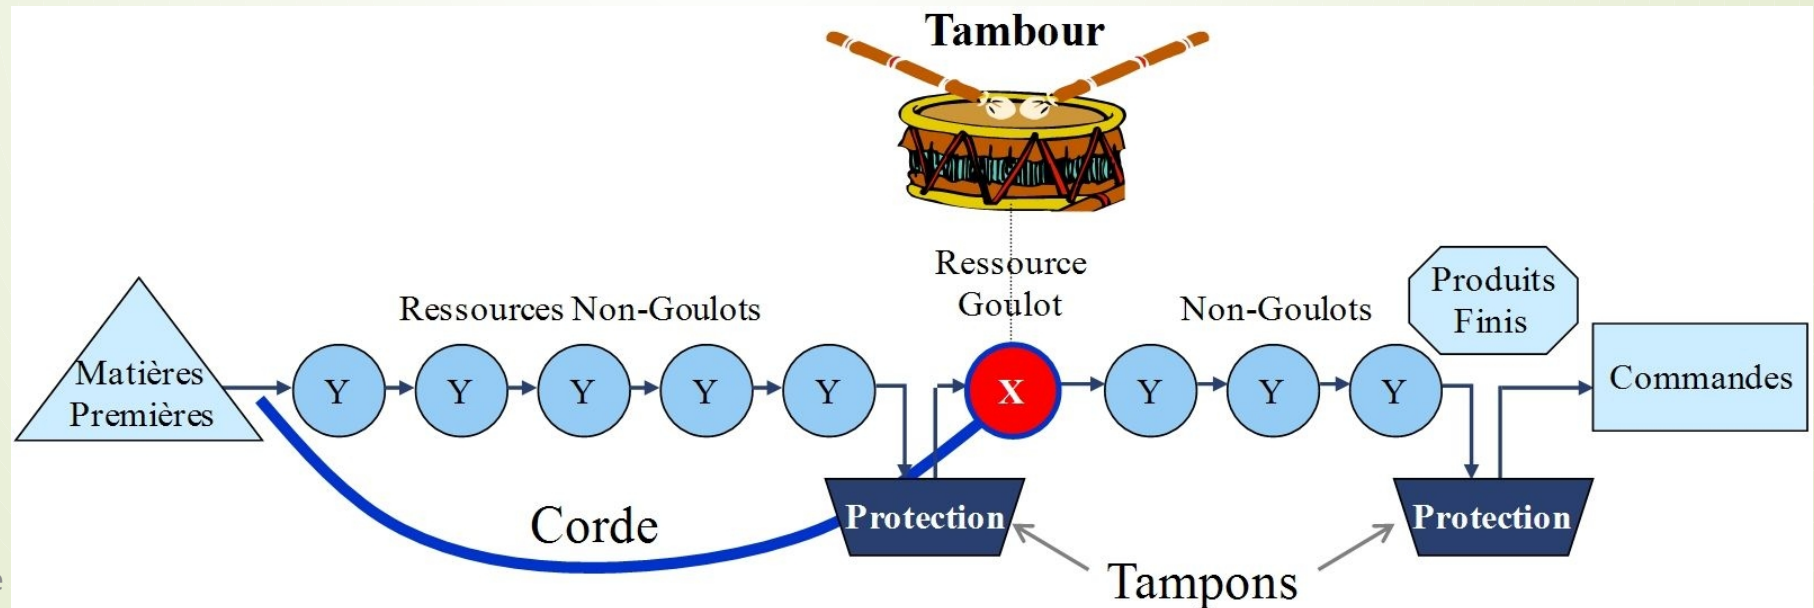 Tambour
Ressource
Goulot
Ressources Non-Goulots
Non-Goulots
Produits
Finis
Matières
Premières
Y
Y
Y
Y
Y
X
Y
Y
Y
Commandes
Corde
Protection
Protection
Tampons
e